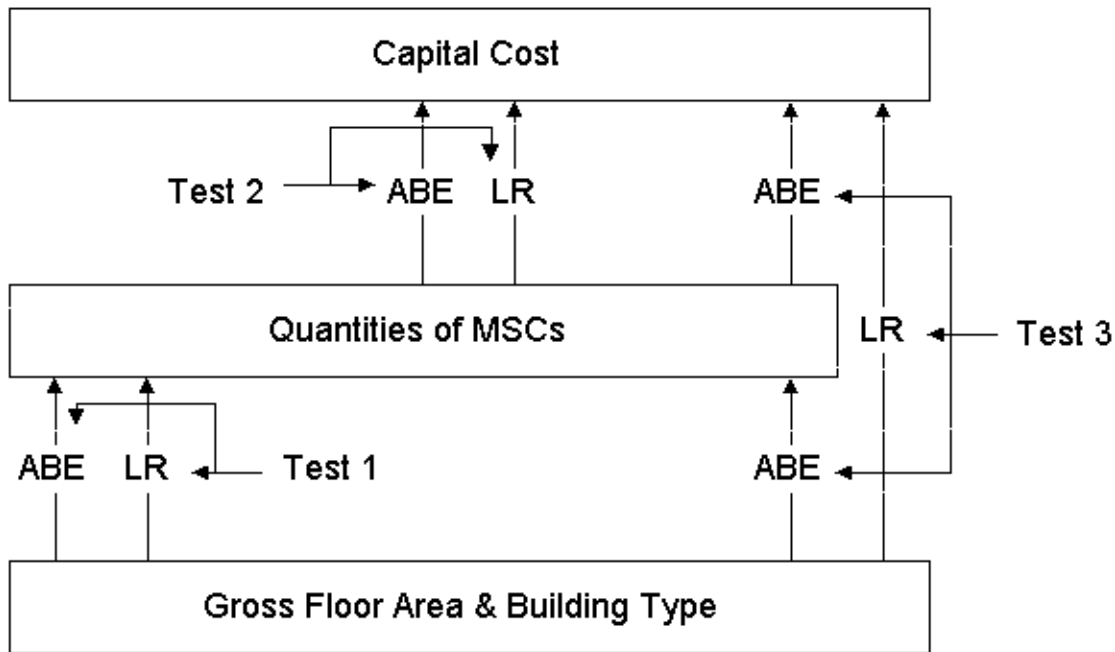 Capital Cost
Test 2 ABE LR ABE
Quantities of MSCs LR Test 3
ABE LR Test 1 ABE
Gross Floor Area & Building Type